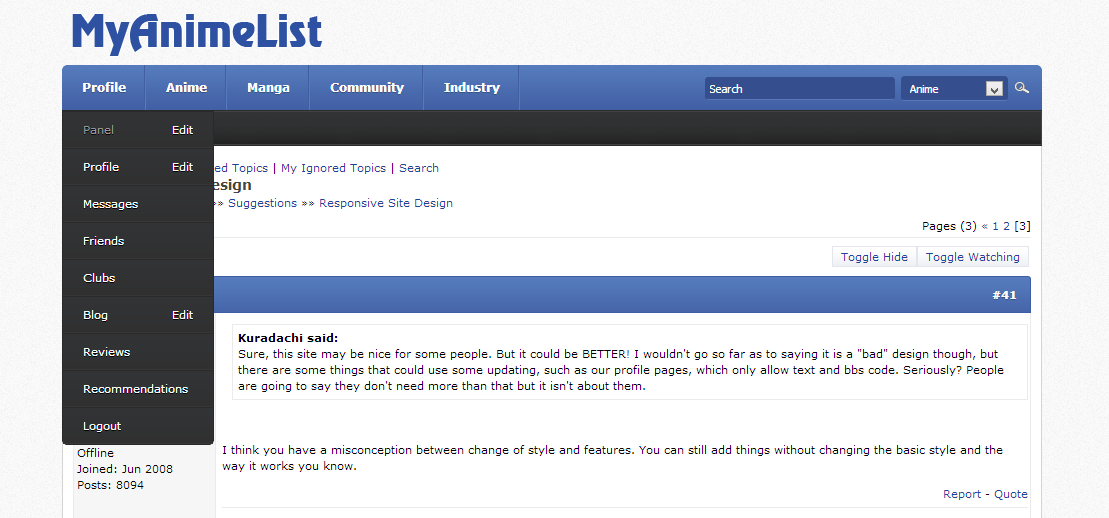 MyAnimeList
Profile Anime Manga Community Industry Search Anime
Panel Edit
Profile Edit
Messages
Friends
Clubs
Blog Edit
Reviews
Recommendations
Logout
Topics | My Ignored Topics | Search
»» Suggestions »» Responsive Site Design
Pages (3) « 1 2 [3]
Toggle Hide Toggle Watching
#41
Kuradachi said:
Sure, this site may be nice for some people. But it could be BETTER! I wouldn't go so far as to saying it is a "bad" design though, but
there are some things that could use some updating, such as our profile pages, which only allow text and bbs code. Seriously? People
are going to say they don't need more than that but it isn't about them.
Offline
Joined: Jun 2008
Posts: 8094
I think you have a misconception between change of style and features. You can still add things without changing the basic style and the
way it works you know.
Report - Quote